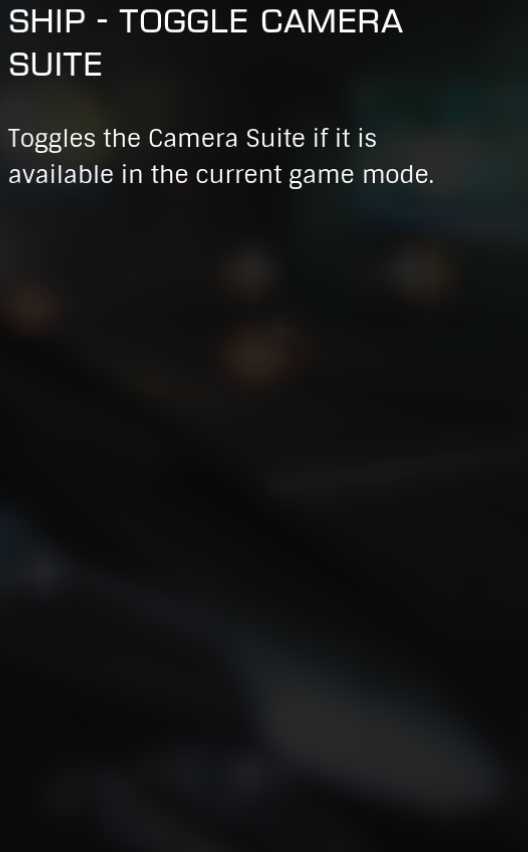 SHIP - TOGGLE CAMERA
SUITE
Toggles the Camera Suite if it is
available in the current game mode.